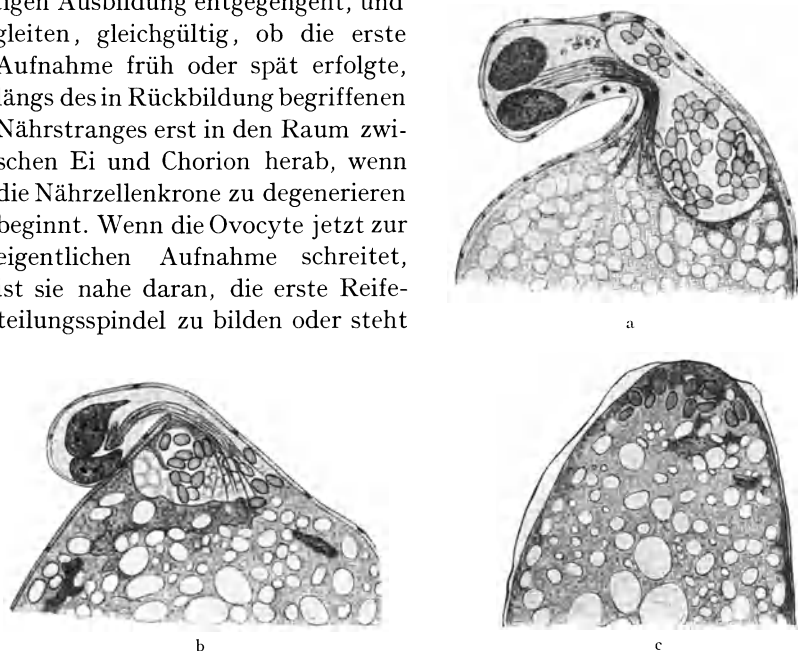 tigen Ausbildung entgegengeht, und
gleiten, gleichgültig, ob die erste
Aufnahme früh oder spät erfolgte,
längs des in Rückbildung begriffenen
Nährstranges erst in den Raum zwi-
schen Ei und Chorion herab, wenn
die Nährzellenkrone zu degenerieren
beginnt. Wenn die Ovocyte jetzt zur
eigentlichen Aufnahme schreitet,
ist sie nahe daran, die erste Reife-
teilungsspindel zu bilden oder steht
a
b
c